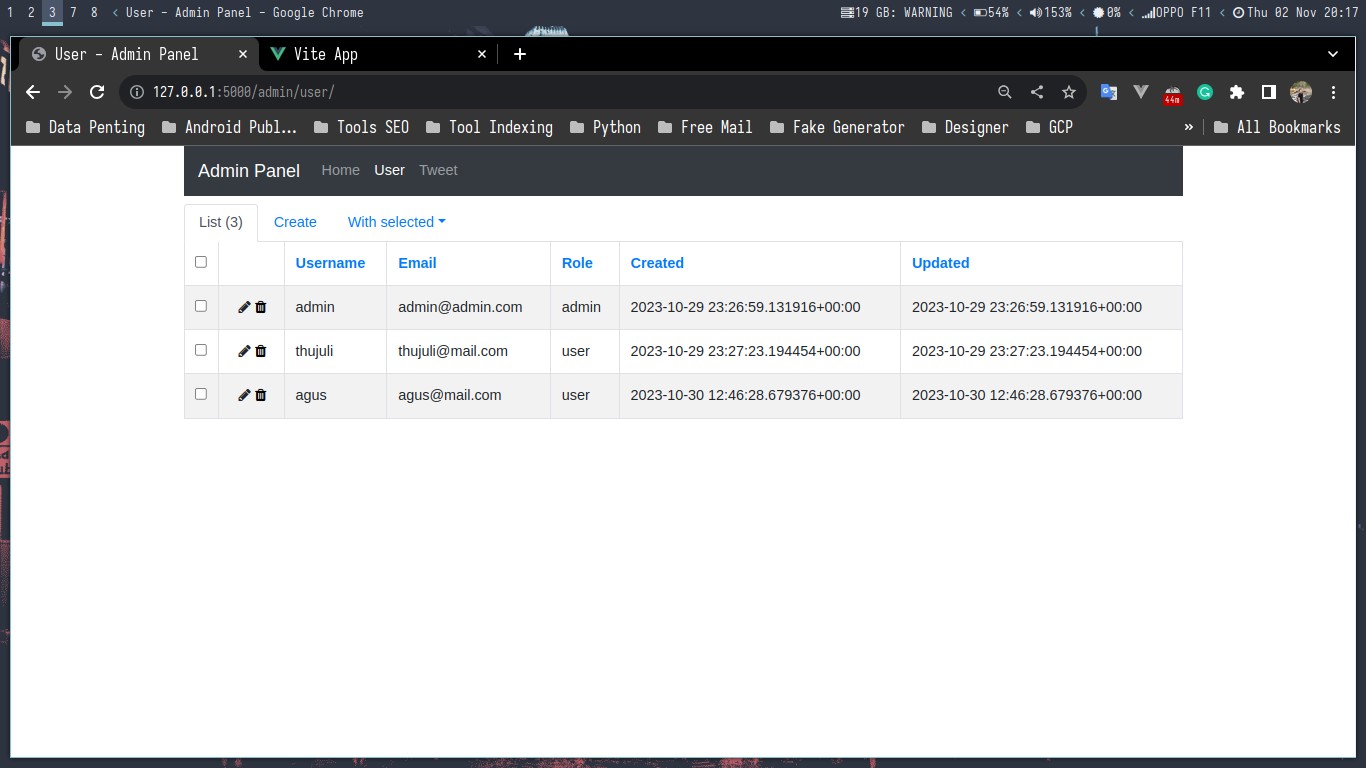 1 2 3 7 8 ‹ User - Admin Panel - Google Chrome 19 GB: WARNING ‹ 54% ‹ 153% ‹ 0% ‹ OPPO F11 ‹ Thu 02 Nov 20:17
User - Admin Panel × Vite App × +
127.0.0.1:5000/admin/user/ 44m
Data Penting Android Publ... Tools SEO Tool Indexing Python Free Mail Fake Generator Designer GCP » All Bookmarks
Admin Panel Home User Tweet
List (3) Create With selected
Username Email Role Created Updated
admin admin@admin.com admin 2023-10-29 23:26:59.131916+00:00 2023-10-29 23:26:59.131916+00:00
thujuli thujuli@mail.com user 2023-10-29 23:27:23.194454+00:00 2023-10-29 23:27:23.194454+00:00
agus agus@mail.com user 2023-10-30 12:46:28.679376+00:00 2023-10-30 12:46:28.679376+00:00